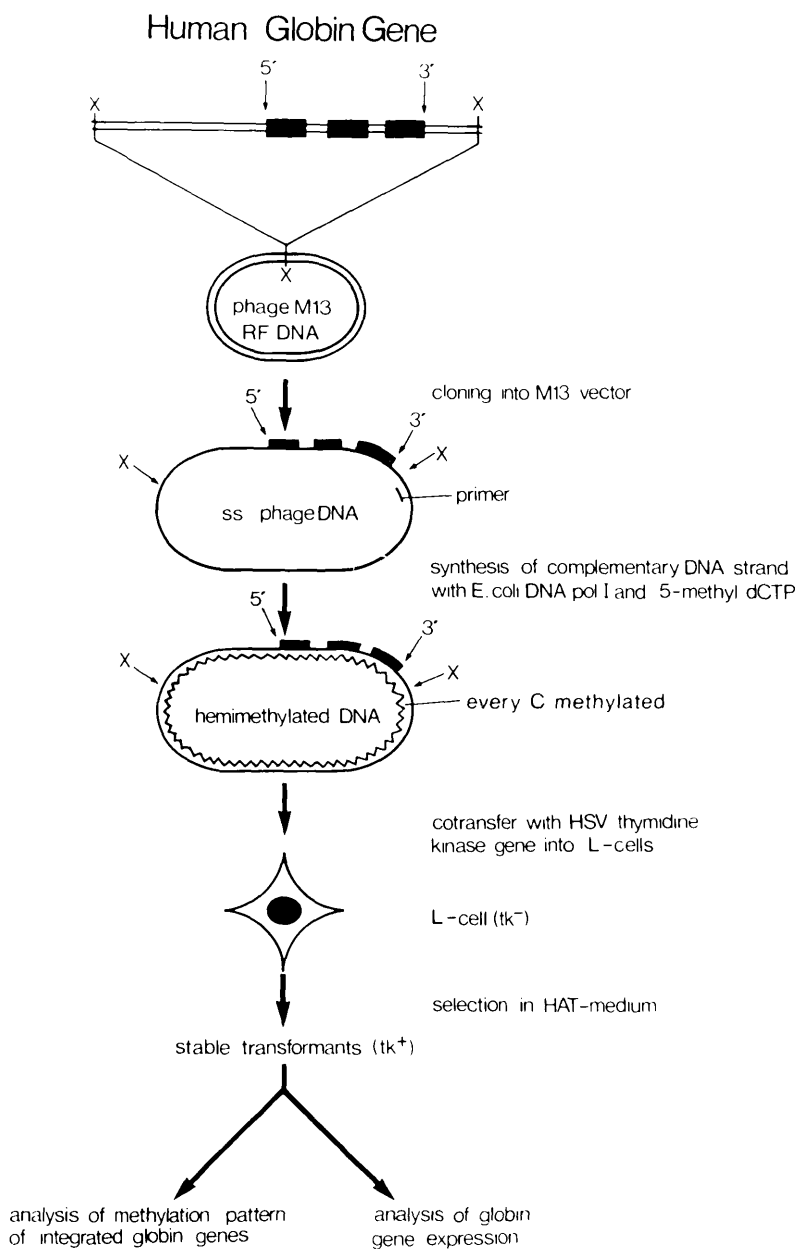 Human Globin Gene
5′
3′
X
X
X
phage M13
RF DNA
cloning into M13 vector
5′
3′
X
X
primer
ss phage DNA
synthesis of complementary DNA strand
with E. coli DNA pol I and 5-methyl dCTP
5′
3′
X
X
every C methylated
hemimethylated DNA
cotransfer with HSV thymidine
kinase gene into L-cells
L-cell (tk⁻)
selection in HAT-medium
stable transformants (tk⁺)
analysis of methylation pattern
of integrated globin genes
analysis of globin
gene expression